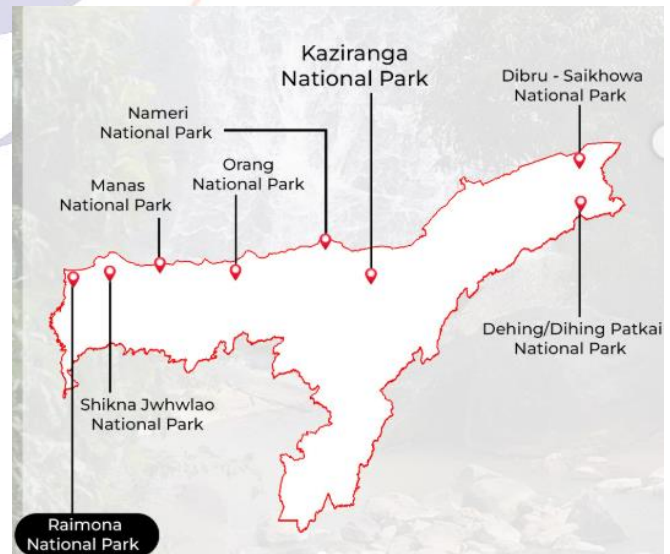 Kaziranga
National Park
Dibru - Saikhowa
National Park
Nameri
National Park
Orang
National Park
Manas
National Park
Dehing/Dihing Patkai
National Park
Shikna Jwhwlao
National Park
Raimona
National Park